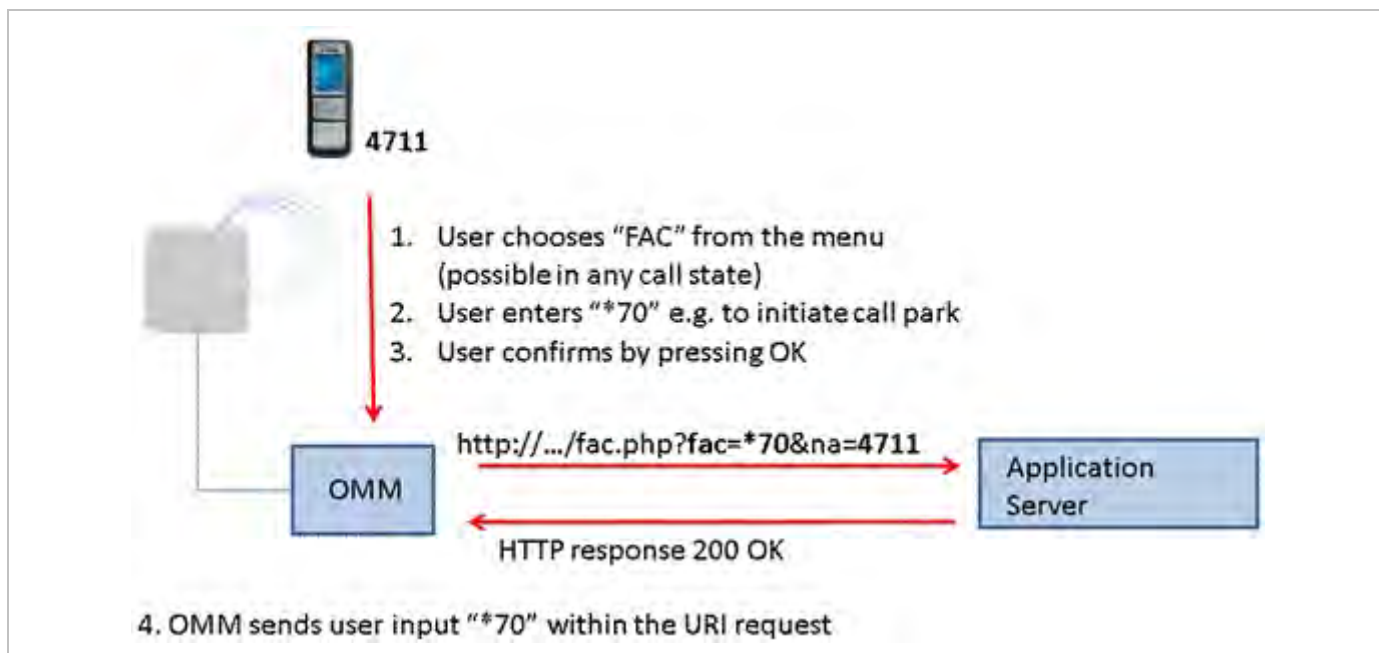 4711
1. User chooses “FAC” from the menu
(possible in any call state)
2. User enters “*70” e.g. to initiate call park
3. User confirms by pressing OK
http://.../fac.php?fac=*70&na=4711
OMM
Application
Server
HTTP response 200 OK
4. OMM sends user input “*70” within the URI request